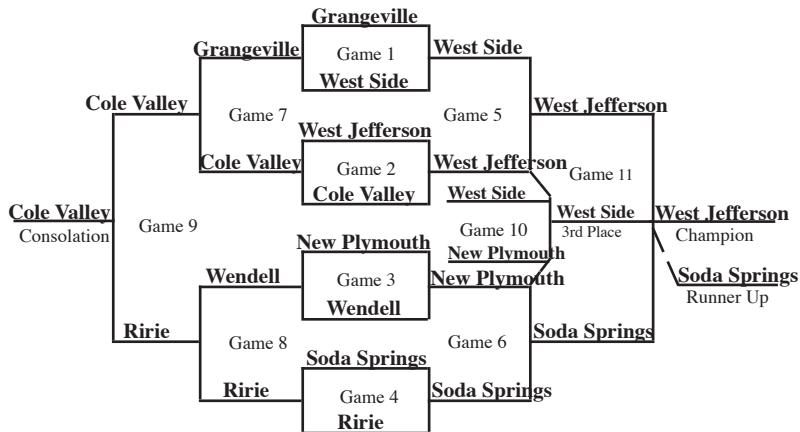 Grangeville
Grangeville
Game 1
West Side
West Side
Cole Valley
Game 7
Game 5
West Jefferson
West Jefferson
Cole Valley
Game 2
West Jefferson
Game 11
Cole Valley
West Side
Cole Valley
Consolation
Game 9
Game 10
West Side
3rd Place
West Jefferson
Champion
New Plymouth
New Plymouth
Wendell
Game 3
New Plymouth
Soda Springs
Runner Up
Wendell
Ririe
Game 8
Game 6
Soda Springs
Soda Springs
Ririe
Game 4
Soda Springs
Ririe